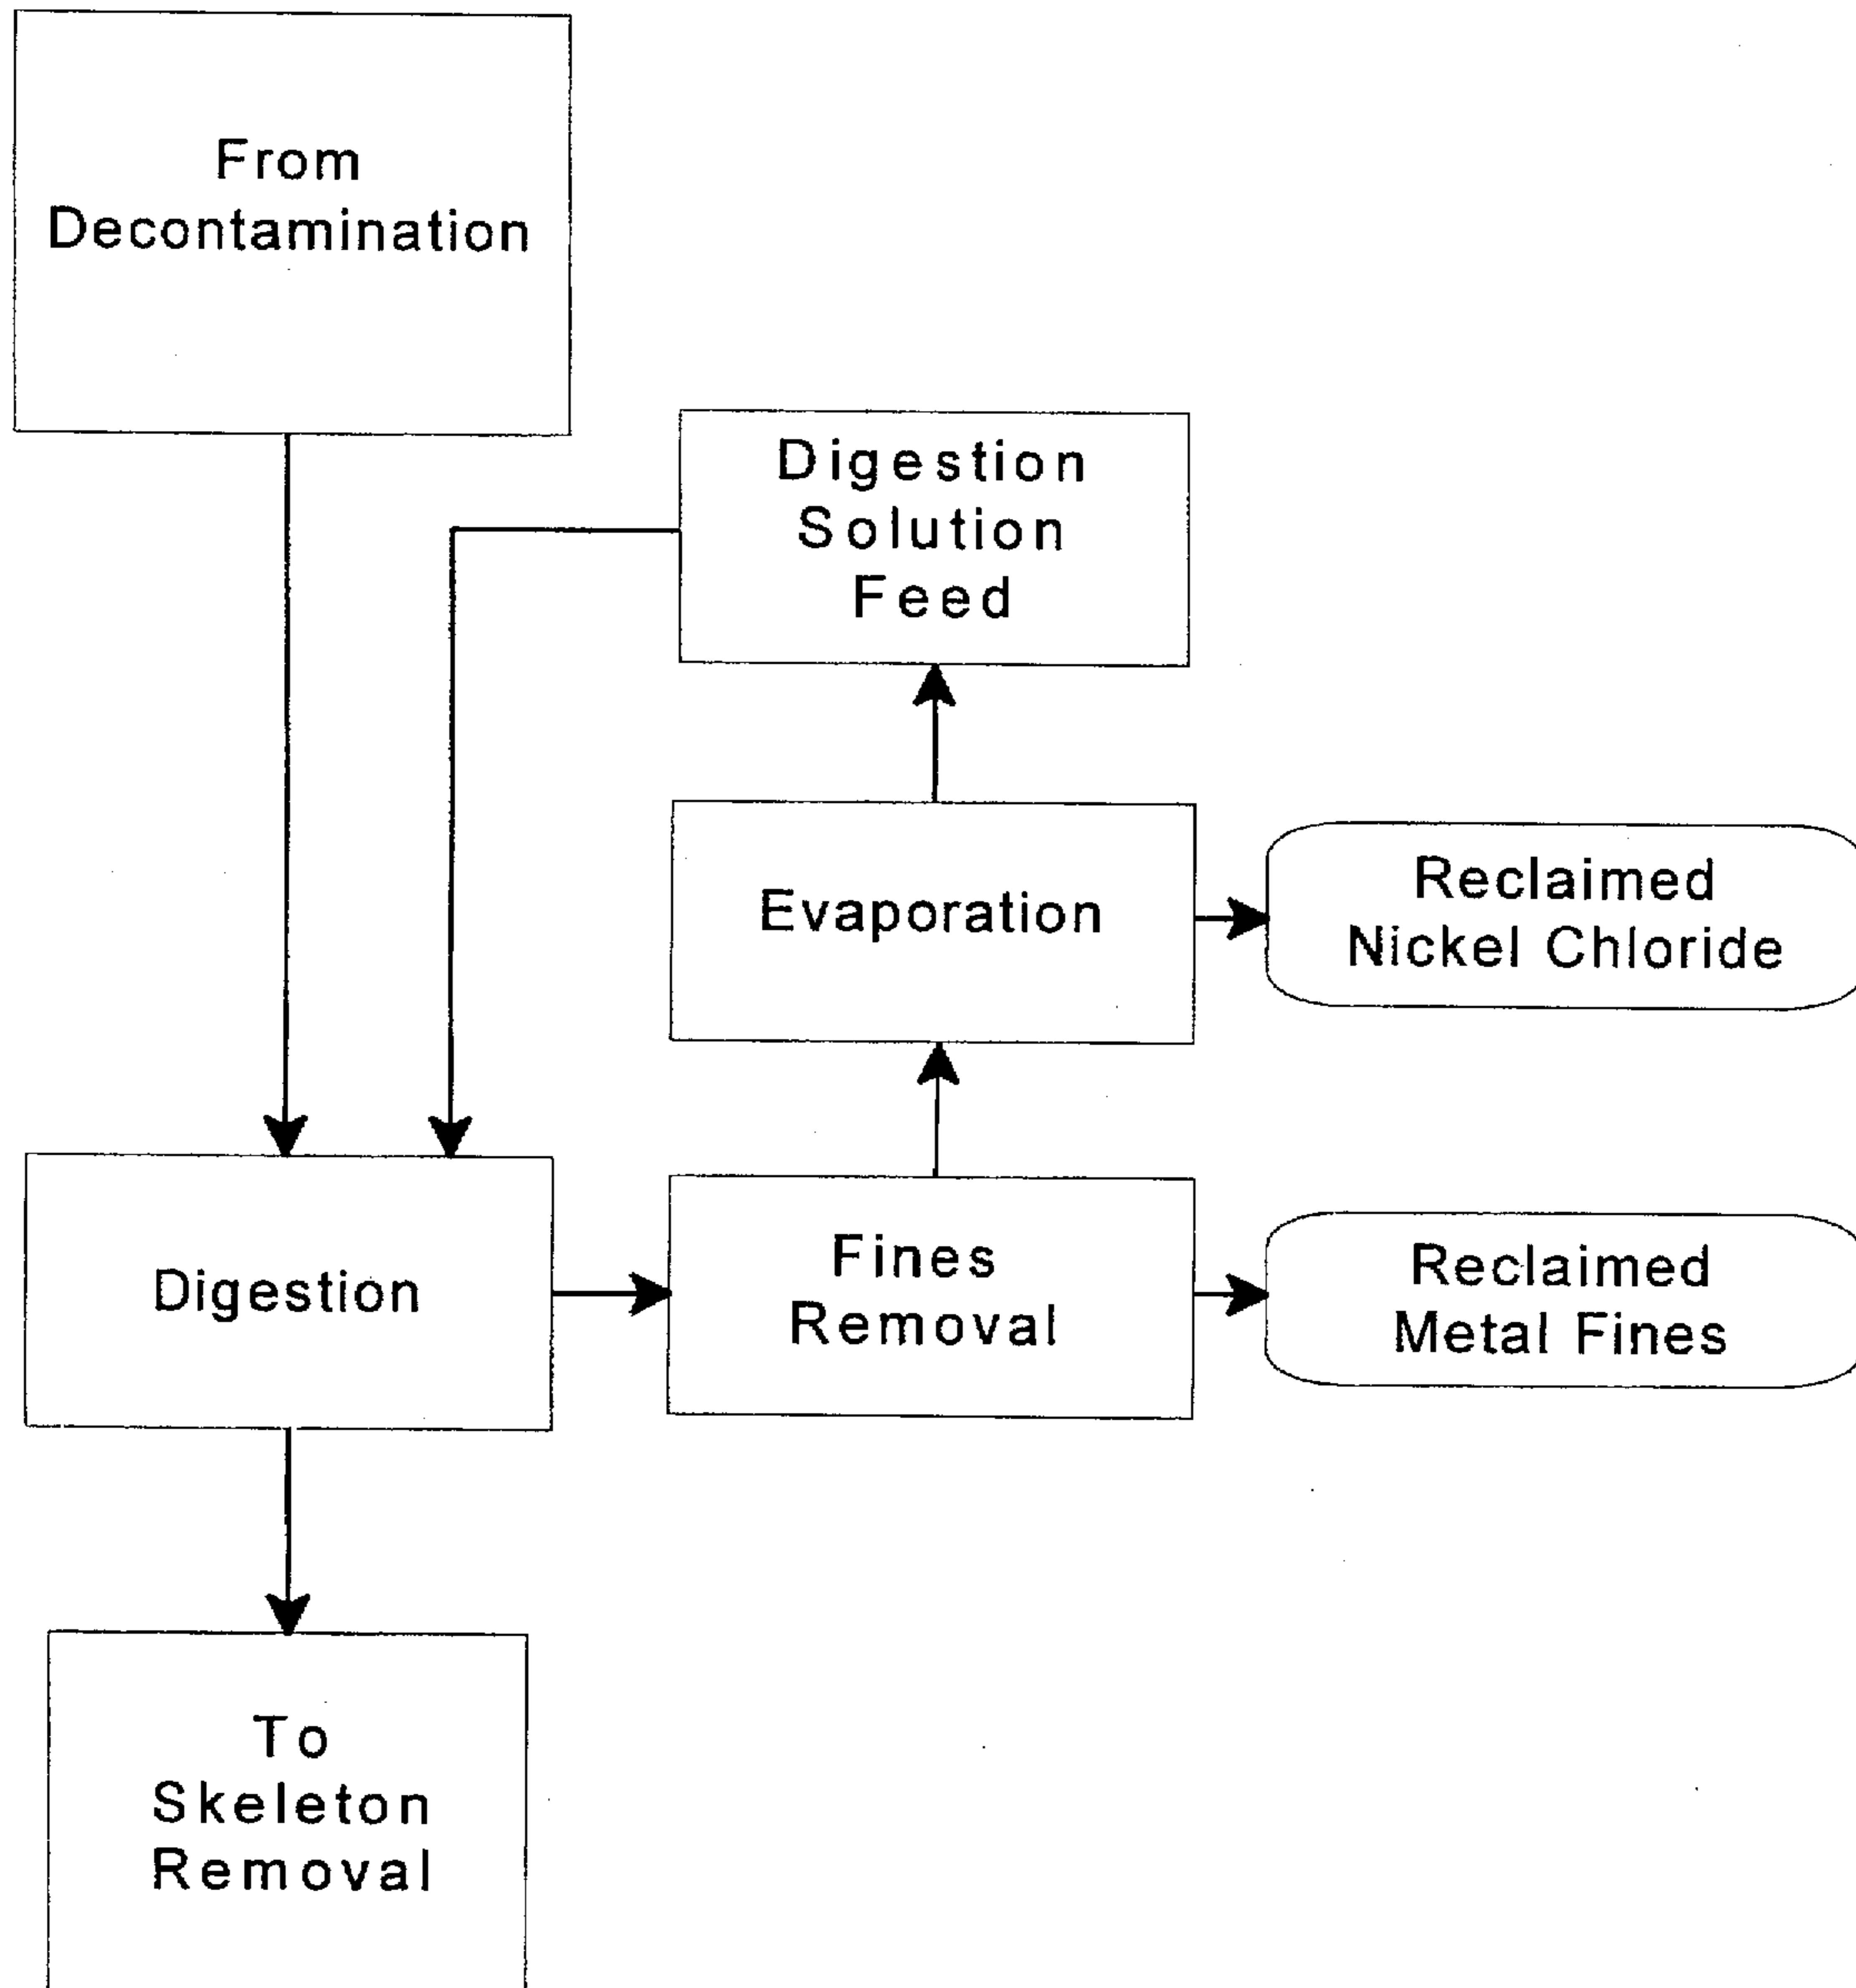 From
Decontamination
Digestion
Solution
Feed
Evaporation
Reclaimed
Nickel Chloride
Digestion
Fines
Removal
Reclaimed
Metal Fines
To
Skeleton
Removal